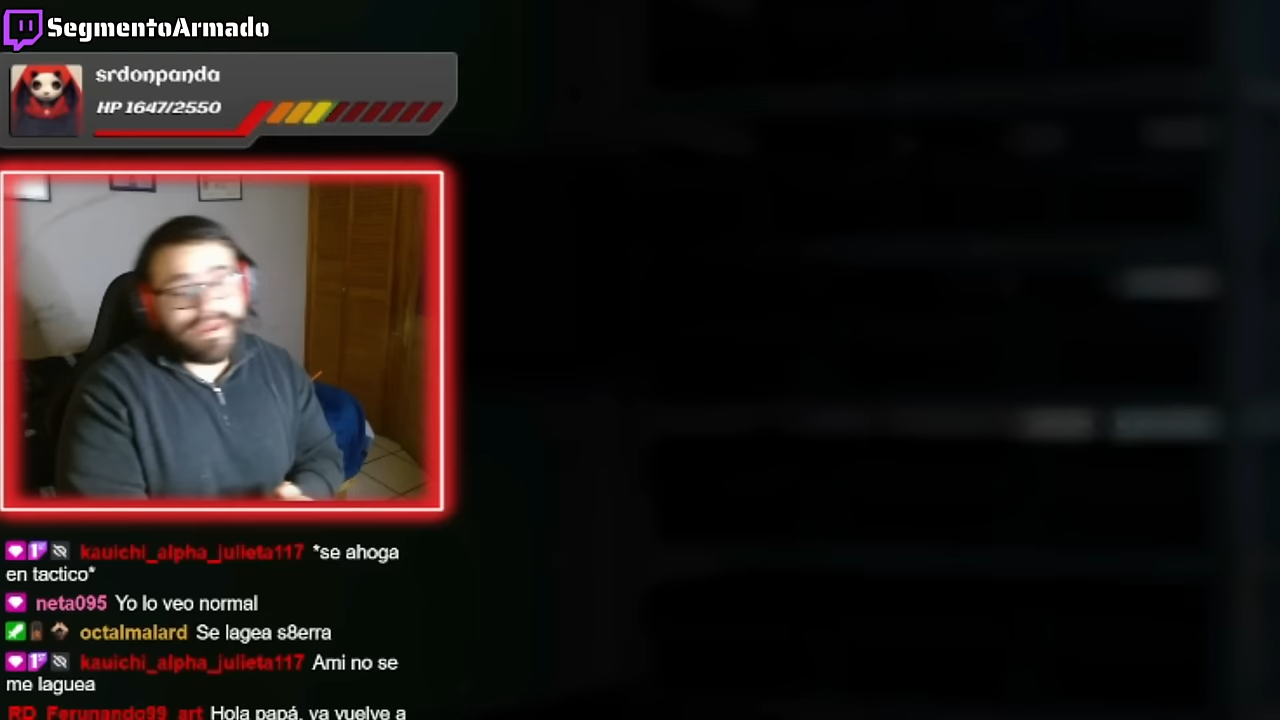 SegmentoArmado
srdonpanda
HP 1647/2550
kauichi_alpha_julieta117 *se ahoga
en tactico*
neta095 Yo lo veo normal
octalmalard Se lagea s8erra
kauichi_alpha_julieta117 Ami no se
me laguea
RD_Ferunando99_art Hola papá, ya vuelve a